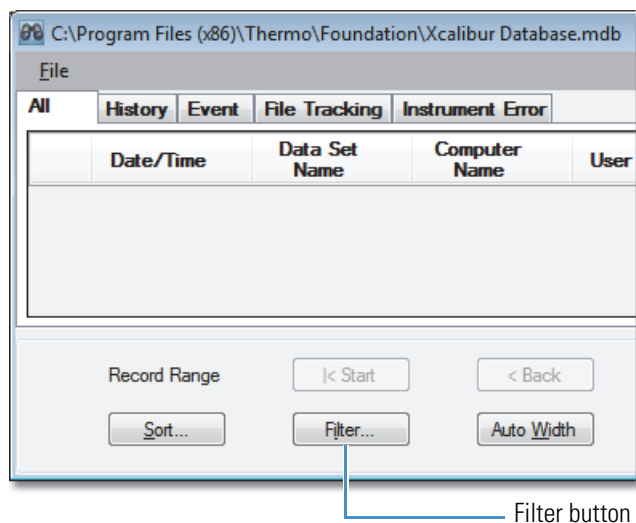 C:\Program Files (x86)\Thermo\Foundation\Xcalibur Database.mdb
File
All History Event File Tracking Instrument Error
Date/Time Data Set Name Computer Name User
Record Range |< Start < Back
Sort... Filter... Auto Width
Filter button